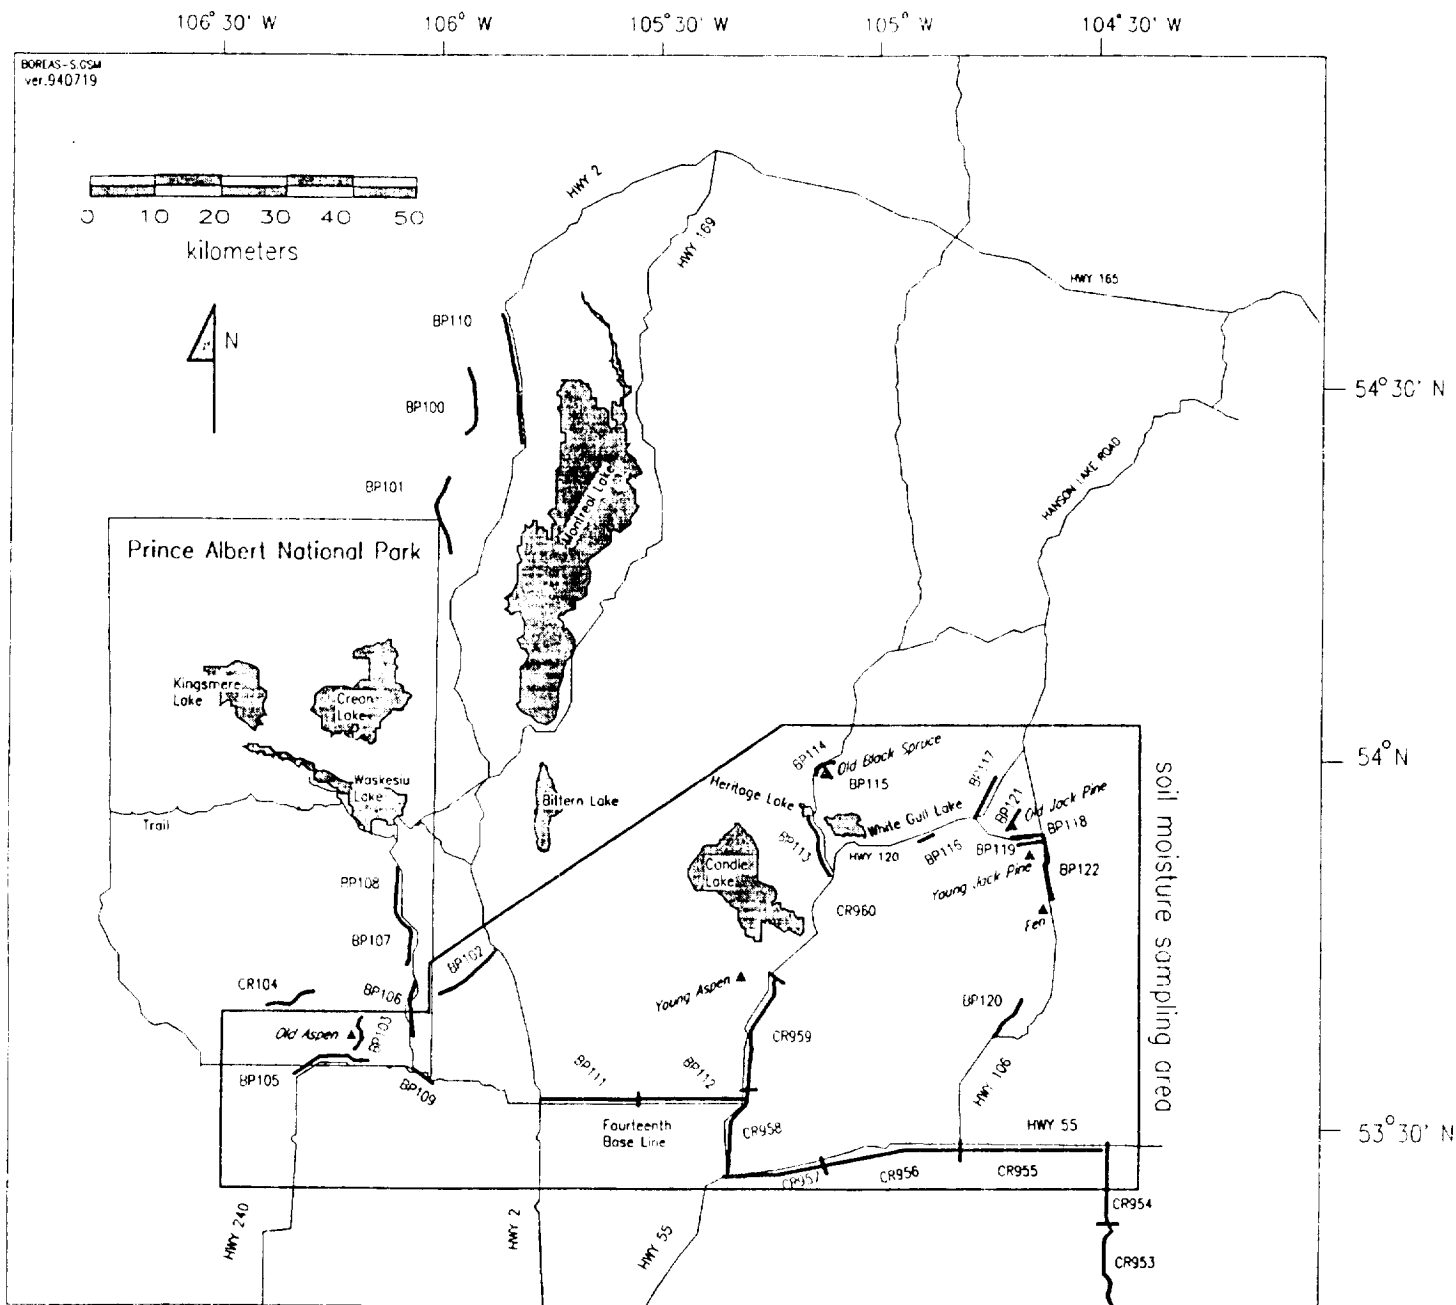 106° 30' W
106° W
105° 30' W
105° W
104° 30' W
BOREAS-S.GSM
ver.940719
0 10 20 30 40 50
kilometers
N
HWY 2
HWY 169
HWY 165
BP110
BP100
54° 30' N
BP101
HANSON LAKE ROAD
Montreal Lake
Prince Albert National Park
Kingsmere
Lake
Crean
Lake
Waskesiu
Lake
Trail
Bittern Lake
BP114
Old Black Spruce
BP115
Heritage Lake
White Gull Lake
BP117
BP121
Old Jack Pine
BP118
54° N
soil moisture sampling area
BP113
HWY 120
BP116
BP119
Young Jack Pine
BP122
Candle
Lake
CR960
Fen
PP108
BP107
BP102
CR104
BP106
Young Aspen
BP120
Old Aspen
BP103
CR959
BP105
BP109
BP111
BP112
HWY 106
Fourteenth
Base Line
CR958
HWY 55
53° 30' N
CR957
CR956
CR955
CR954
HWY 240
HWY 2
HWY 55
CR953